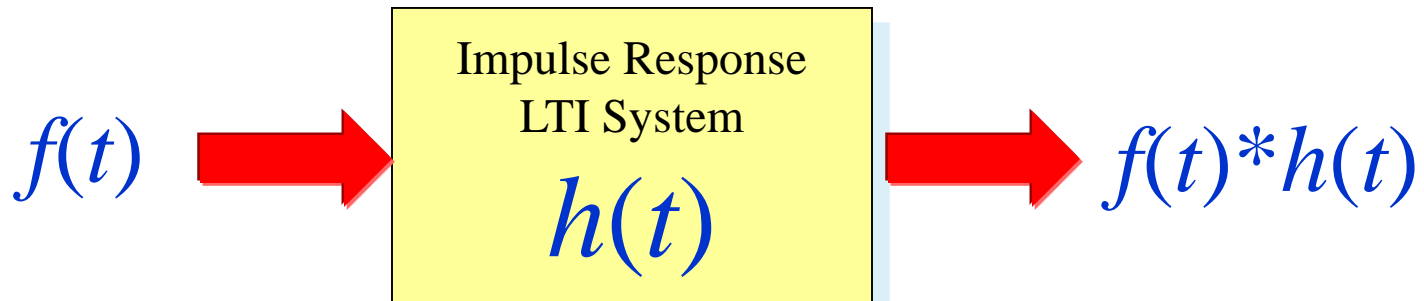 f(t)
Impulse Response
LTI System
h(t)
f(t)*h(t)